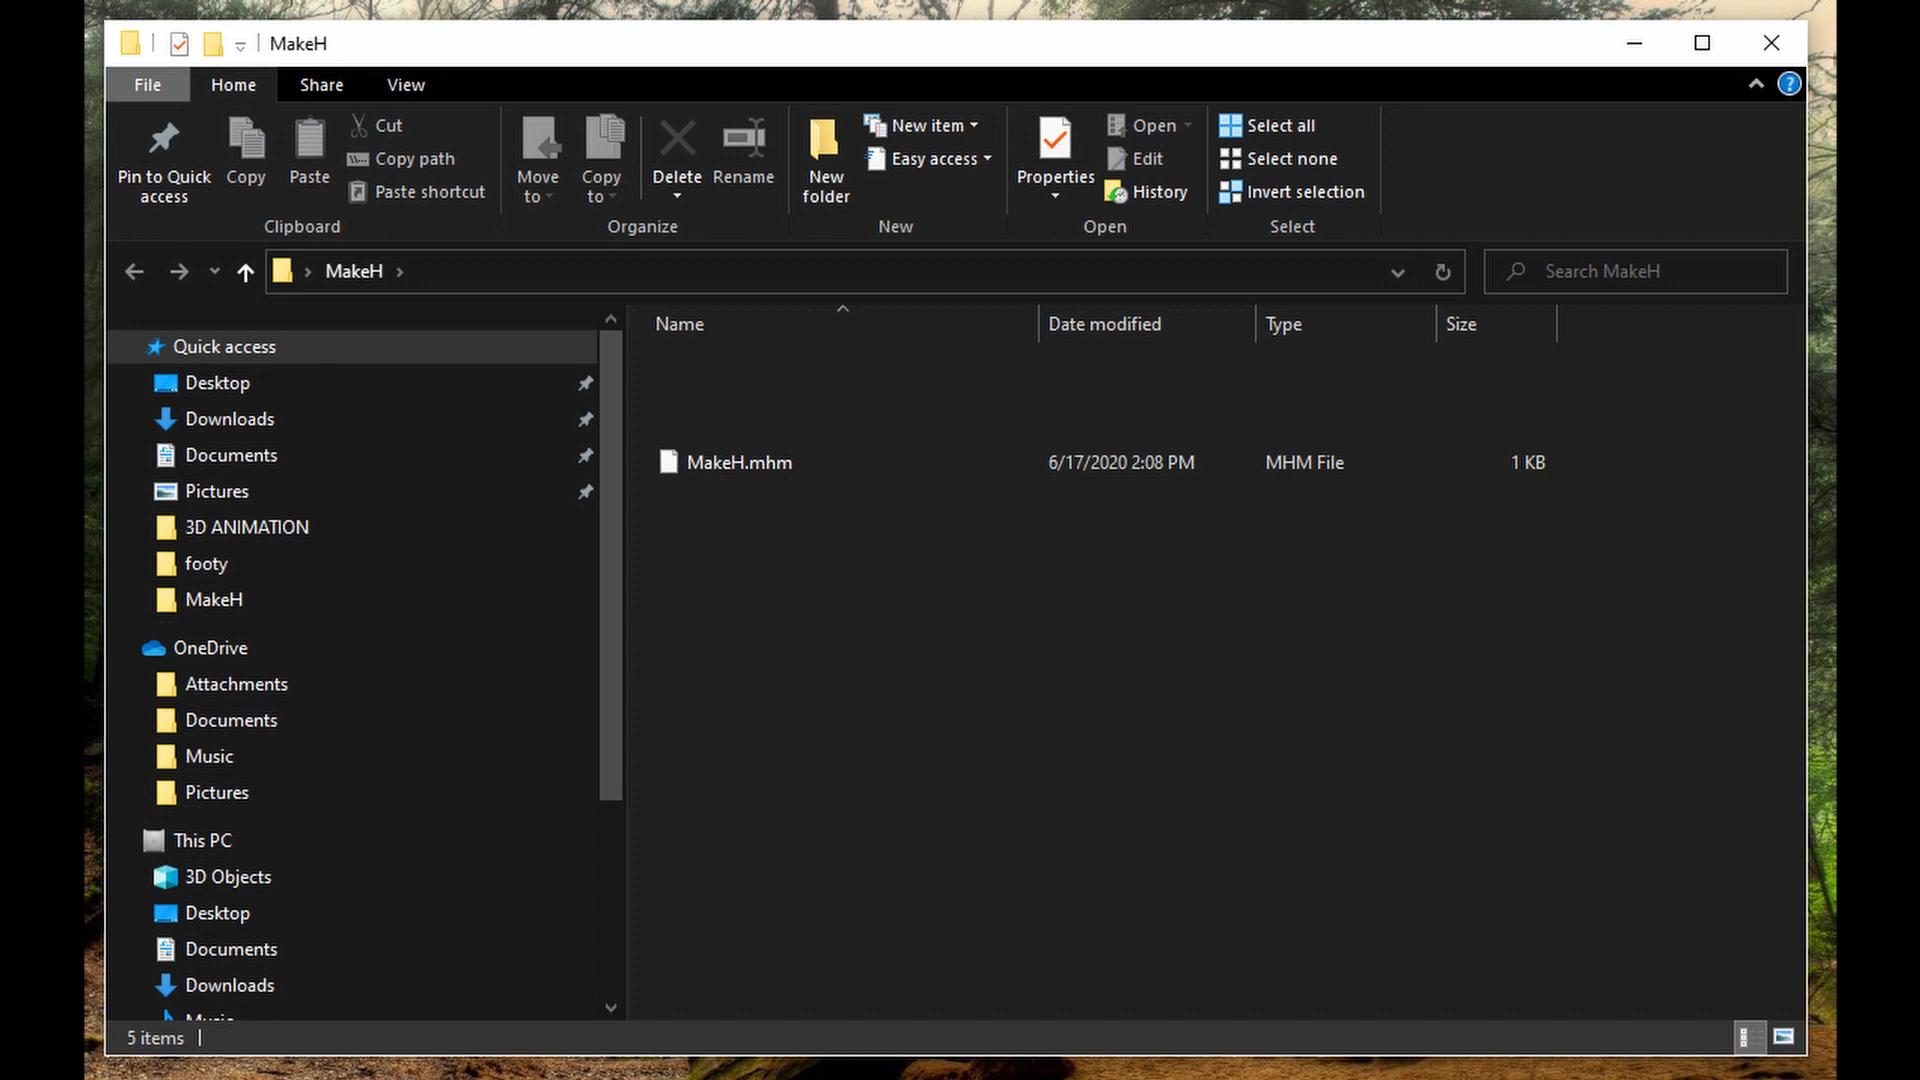 MakeH
File Home Share View
Pin to Quick access
Copy
Paste
Cut
Copy path
Paste shortcut
Clipboard
Move to
Copy to
Delete
Rename
Organize
New folder
New item
Easy access
New
Properties
Open
Edit
History
Open
Select all
Select none
Invert selection
Select
MakeH
Search MakeH
Name Date modified Type Size
MakeH.mhm 6/17/2020 2:08 PM MHM File 1 KB
Quick access
Desktop
Downloads
Documents
Pictures
3D ANIMATION
footy
MakeH
OneDrive
Attachments
Documents
Music
Pictures
This PC
3D Objects
Desktop
Documents
Downloads
Music
5 items